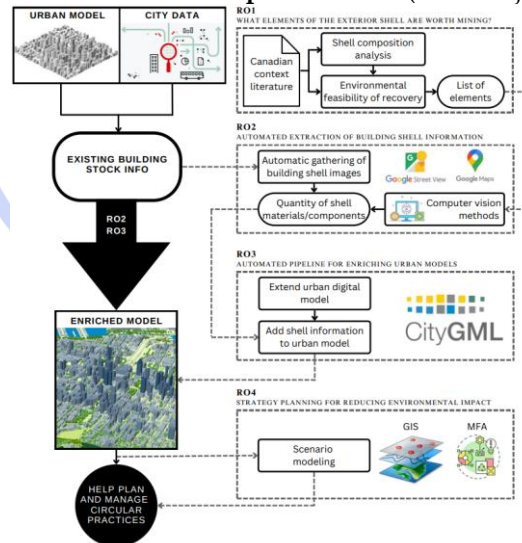 URBAN MODEL
CITY DATA
EXISTING BUILDING
STOCK INFO
RO2
RO3
ENRICHED MODEL
HELP PLAN
AND MANAGE
CIRCULAR
PRACTICES
RO1
WHAT ELEMENTS OF THE EXTERIOR SHELL ARE WORTH MINING?
Canadian
context
literature
Shell composition
analysis
Environmental
feasibility of recovery
List of
elements
RO2
AUTOMATED EXTRACTION OF BUILDING SHELL INFORMATION
Automatic gathering of
building shell images
Google Street View
Google Maps
Quantity of shell
materials/components
Computer vision
methods
RO3
AUTOMATED PIPELINE FOR ENRICHING URBAN MODELS
Extend urban digital
model
Add shell information
to urban model
CityGML
RO4
STRATEGY PLANNING FOR REDUCING ENVIRONMENTAL IMPACT
Scenario
modeling
GIS
MFA